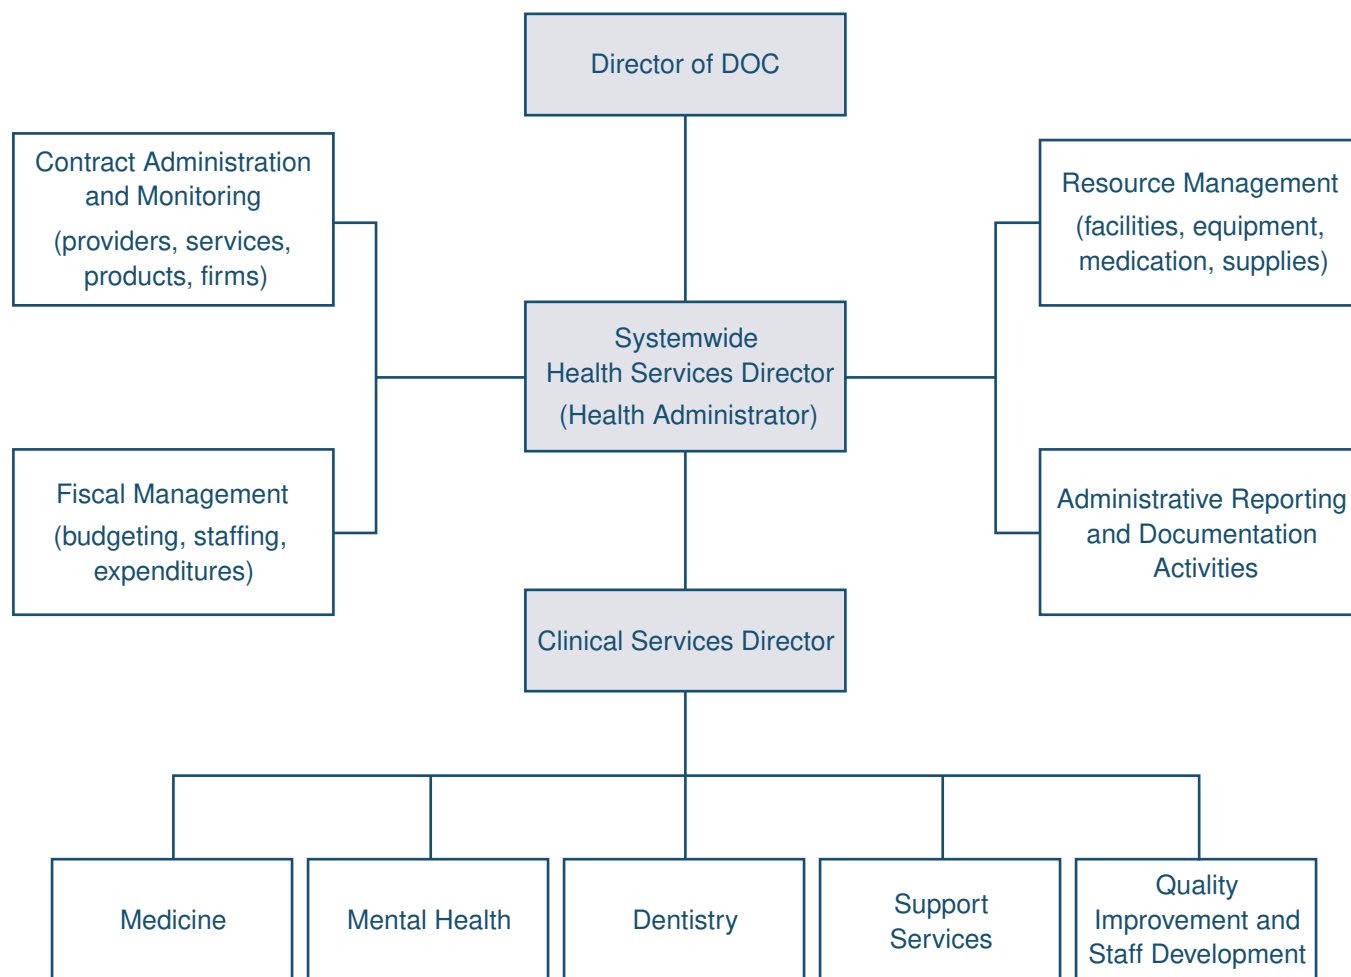 Director of DOC
Contract Administration
and Monitoring
(providers, services,
products, firms)
Resource Management
(facilities, equipment,
medication, supplies)
Systemwide
Health Services Director
(Health Administrator)
Fiscal Management
(budgeting, staffing,
expenditures)
Administrative Reporting
and Documentation
Activities
Clinical Services Director
Medicine
Mental Health
Dentistry
Support
Services
Quality
Improvement and
Staff Development